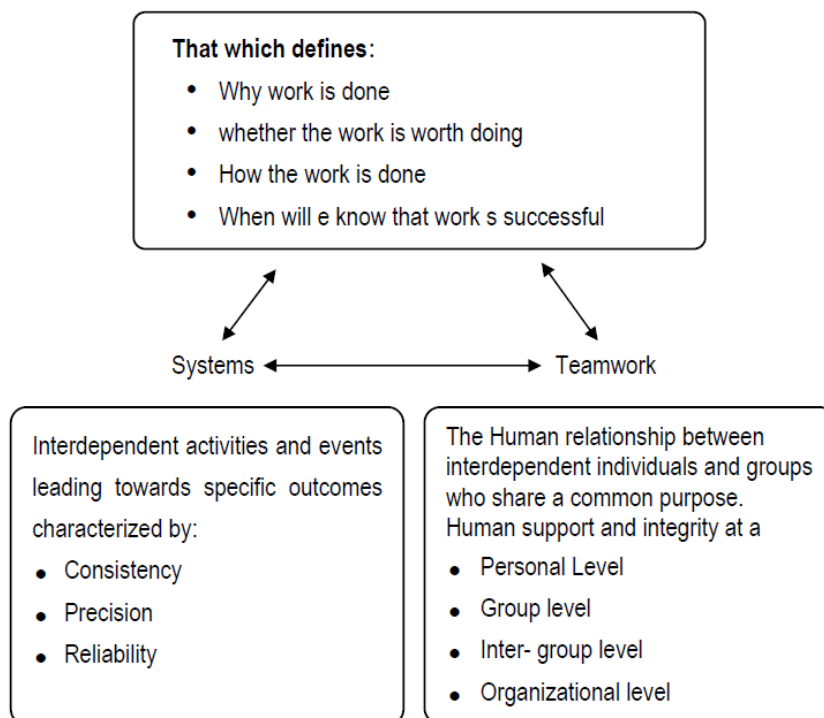 That which defines:
• Why work is done
• whether the work is worth doing
• How the work is done
• When will e know that work s successful
Systems
Teamwork
Interdependent activities and events
leading towards specific outcomes
characterized by:
• Consistency
• Precision
• Reliability
The Human relationship between
interdependent individuals and groups
who share a common purpose.
Human support and integrity at a
• Personal Level
• Group level
• Inter- group level
• Organizational level